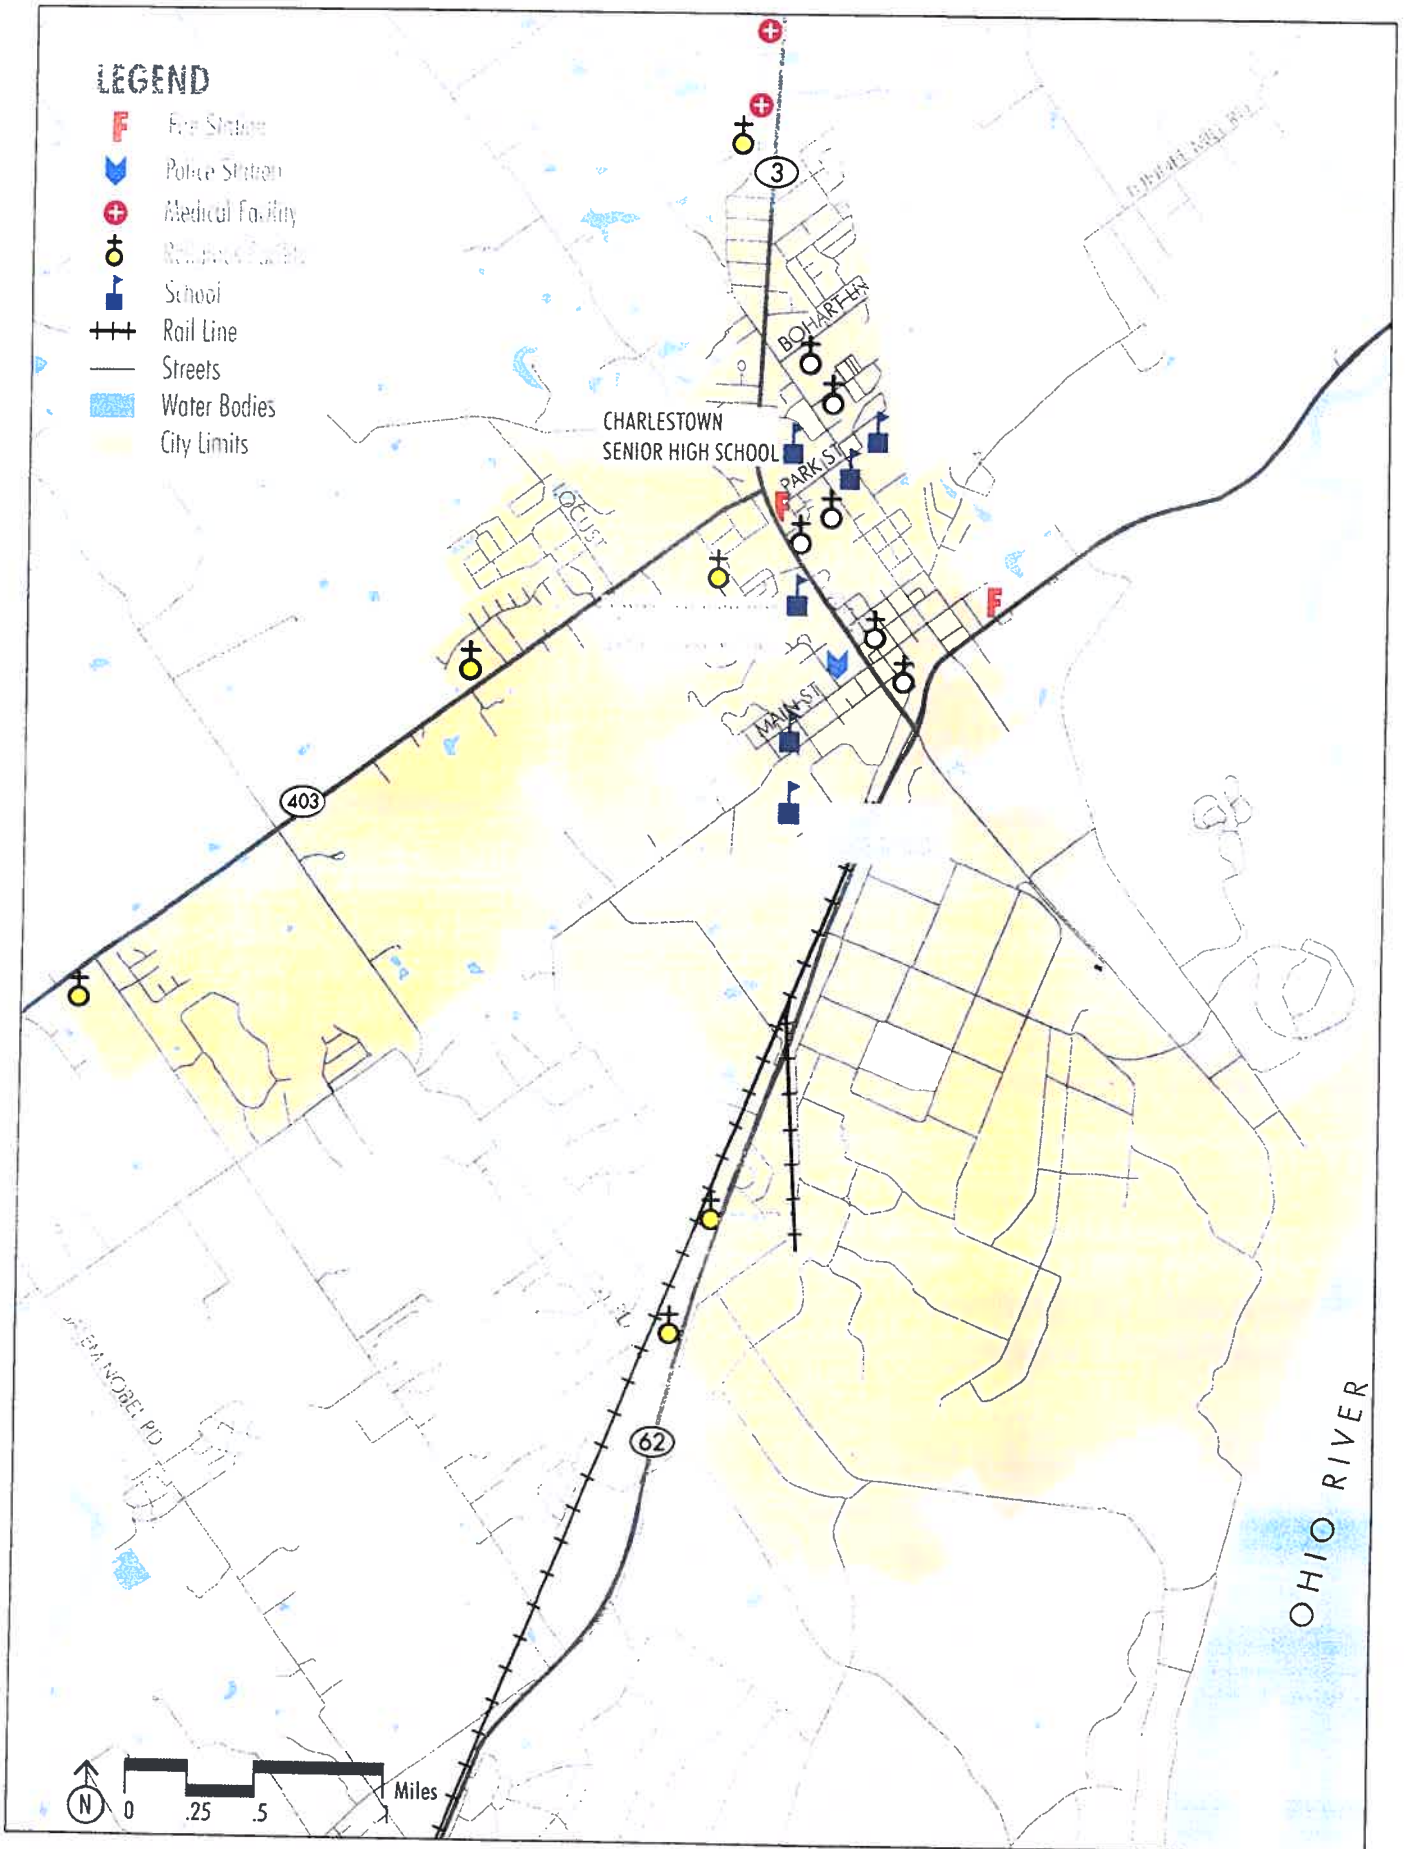 LEGEND
Fire Station
Police Station
Medical Facility
School
Rail Line
Streets
Water Bodies
City Limits
3
BOHART LN
CHARLESTOWN
SENIOR HIGH SCHOOL
PARK ST
LOCUST
MAIN ST
403
62
OHIO RIVER
N
0 .25 .5 1 Miles